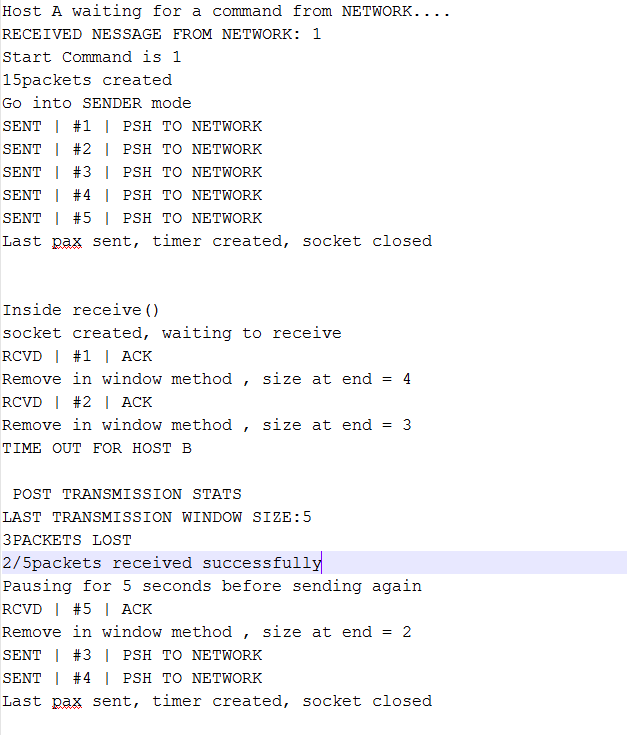 Host A waiting for a command from NETWORK....
RECEIVED NESSAGE FROM NETWORK: 1
Start Command is 1
15packets created
Go into SENDER mode
SENT | #1 | PSH TO NETWORK
SENT | #2 | PSH TO NETWORK
SENT | #3 | PSH TO NETWORK
SENT | #4 | PSH TO NETWORK
SENT | #5 | PSH TO NETWORK
Last pax sent, timer created, socket closed
Inside receive()
socket created, waiting to receive
RCVD | #1 | ACK
Remove in window method , size at end = 4
RCVD | #2 | ACK
Remove in window method , size at end = 3
TIME OUT FOR HOST B
POST TRANSMISSION STATS
LAST TRANSMISSION WINDOW SIZE:5
3PACKETS LOST
2/5packets received successfully
Pausing for 5 seconds before sending again
RCVD | #5 | ACK
Remove in window method , size at end = 2
SENT | #3 | PSH TO NETWORK
SENT | #4 | PSH TO NETWORK
Last pax sent, timer created, socket closed